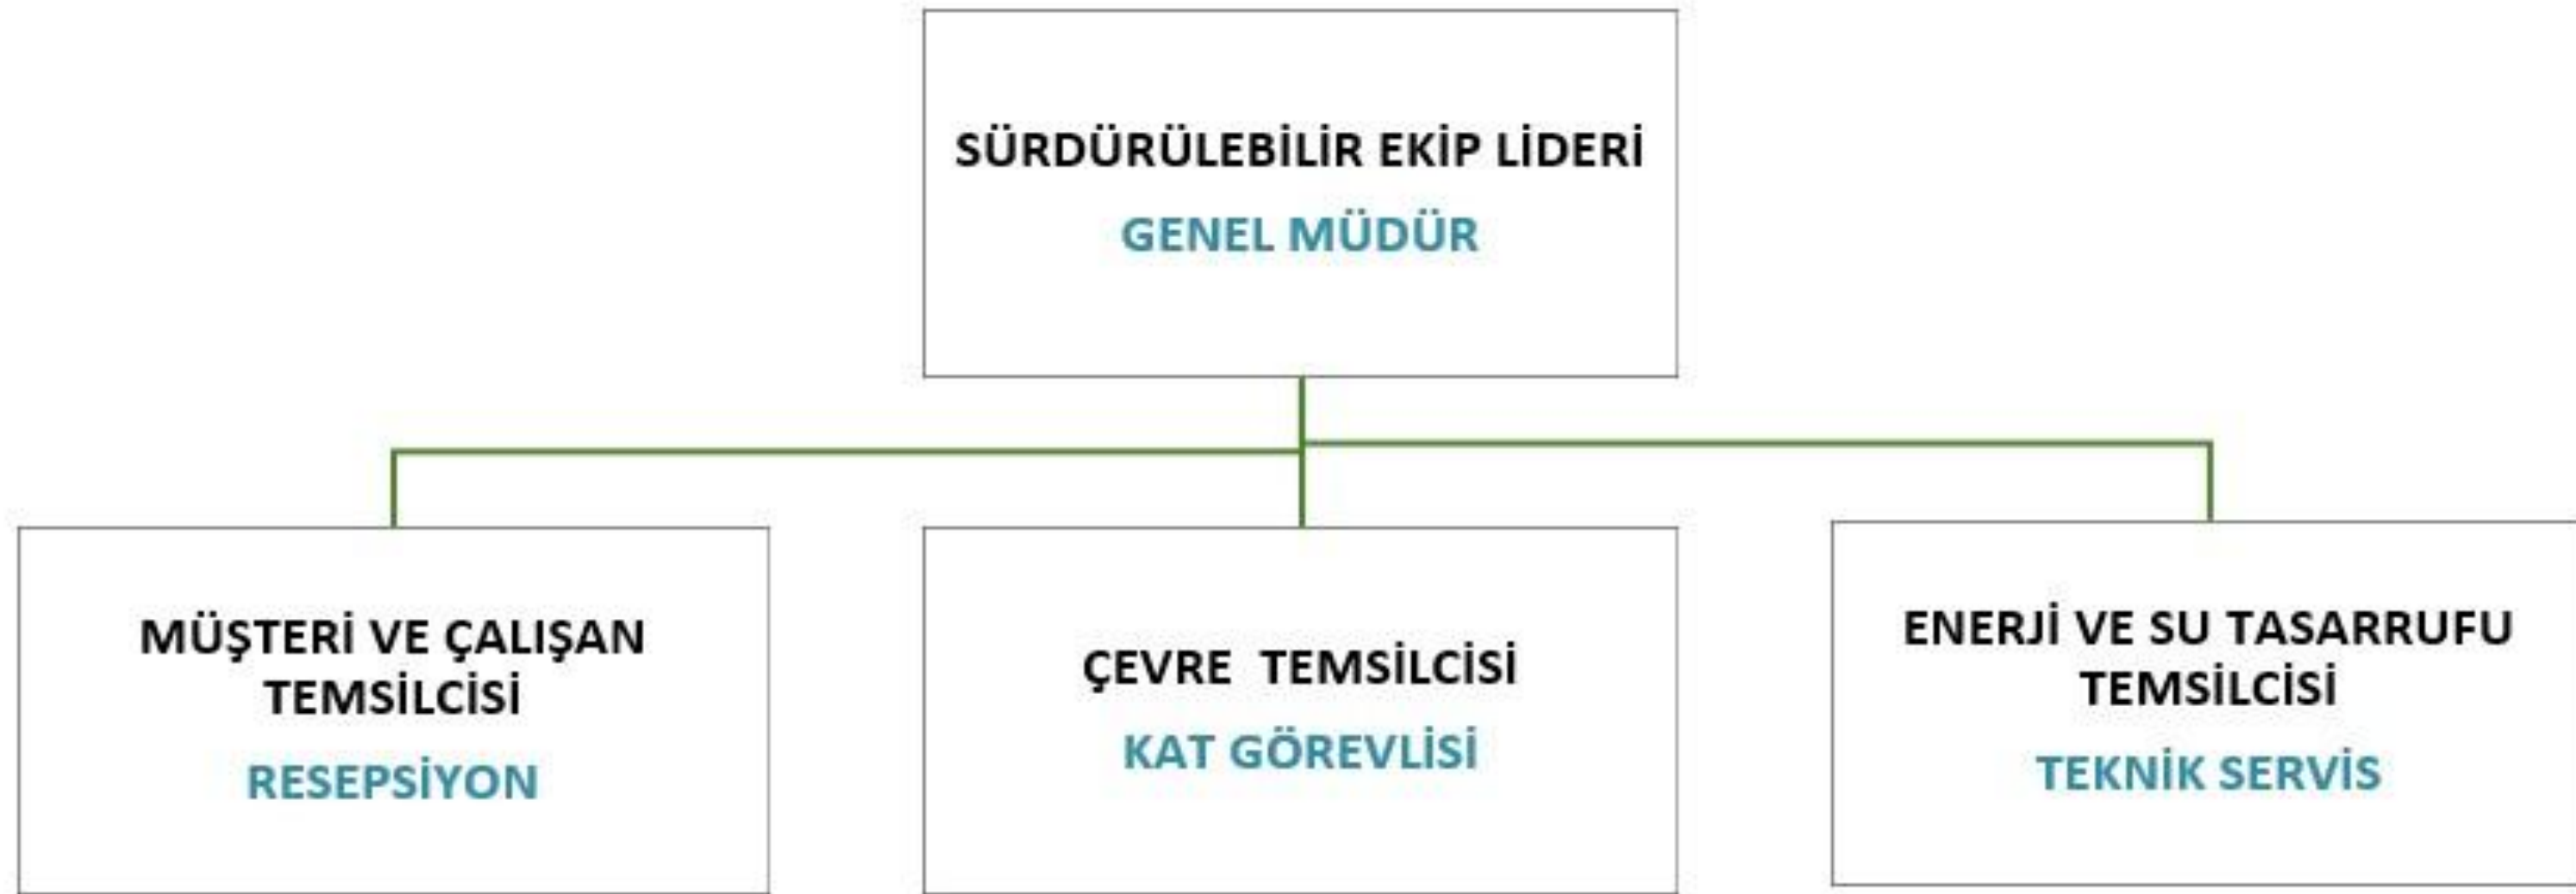 SÜRDÜRÜLEBİLİR EKİP LİDERİ
GENEL MÜDÜR
MÜŞTERİ VE ÇALIŞAN
TEMSİLCİSİ
RESEPSİYON
ÇEVRE  TEMSİLCİSİ
KAT GÖREVLİSİ
ENERJİ VE SU TASARRUFU
TEMSİLCİSİ
TEKNİK SERVİS